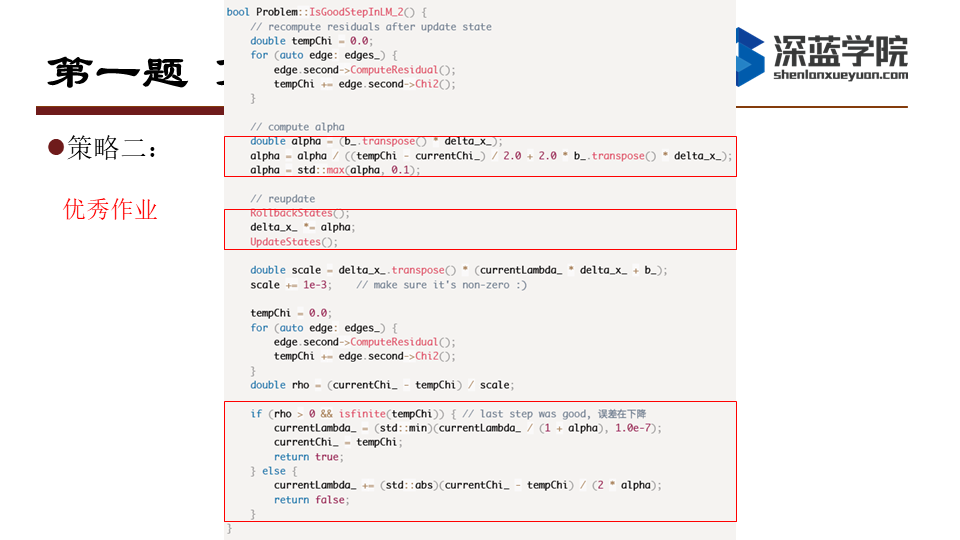 第一题
深蓝学院
shenlanxueyuan.com
策略二：
优秀作业
bool Problem::IsGoodStepInLM_2() {
// recompute residuals after update state
double tempChi = 0.0;
for (auto edge: edges_) {
edge.second->ComputeResidual();
tempChi += edge.second->Chi2();
}
// compute alpha
double alpha = (b_.transpose() * delta_x_);
alpha = alpha / ((tempChi - currentChi_) / 2.0 + 2.0 * b_.transpose() * delta_x_);
alpha = std::max(alpha, 0.1);
// reupdate
RollbackStates();
delta_x_ *= alpha;
UpdateStates();
double scale = delta_x_.transpose() * (currentLambda_ * delta_x_ + b_);
scale += 1e-3;    // make sure it's non-zero :)
tempChi = 0.0;
for (auto edge: edges_) {
edge.second->ComputeResidual();
tempChi += edge.second->Chi2();
}
double rho = (currentChi_ - tempChi) / scale;
if (rho > 0 && isfinite(tempChi)) { // last step was good, 误差在下降
currentLambda_ = (std::min)(currentLambda_ / (1 + alpha), 1.0e-7);
currentChi_ = tempChi;
return true;
} else {
currentLambda_ += (std::abs)(currentChi_ - tempChi) / (2 * alpha);
return false;
}
}